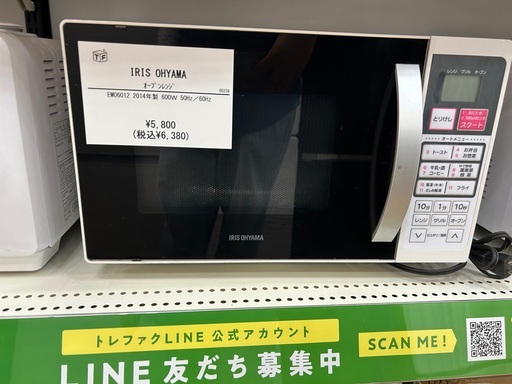 TF
IRIS OHYAMA
ｵｰﾌﾞﾝﾚﾝｼﾞ
EMO6012 2014年製 600W 50Hz／60Hz
¥5,800
(税込¥6,380)
レンジ グリル オーブン
とりけし
スタート
オートメニュー
トースト
お弁当
お惣菜
牛乳・酒
コーヒー
フライ
10分
1分
10秒
レンジ
グリル
オーブン
IRIS OHYAMA
トレファクLINE 公式アカウント
LINE 友だち募集中
SCAN ME!